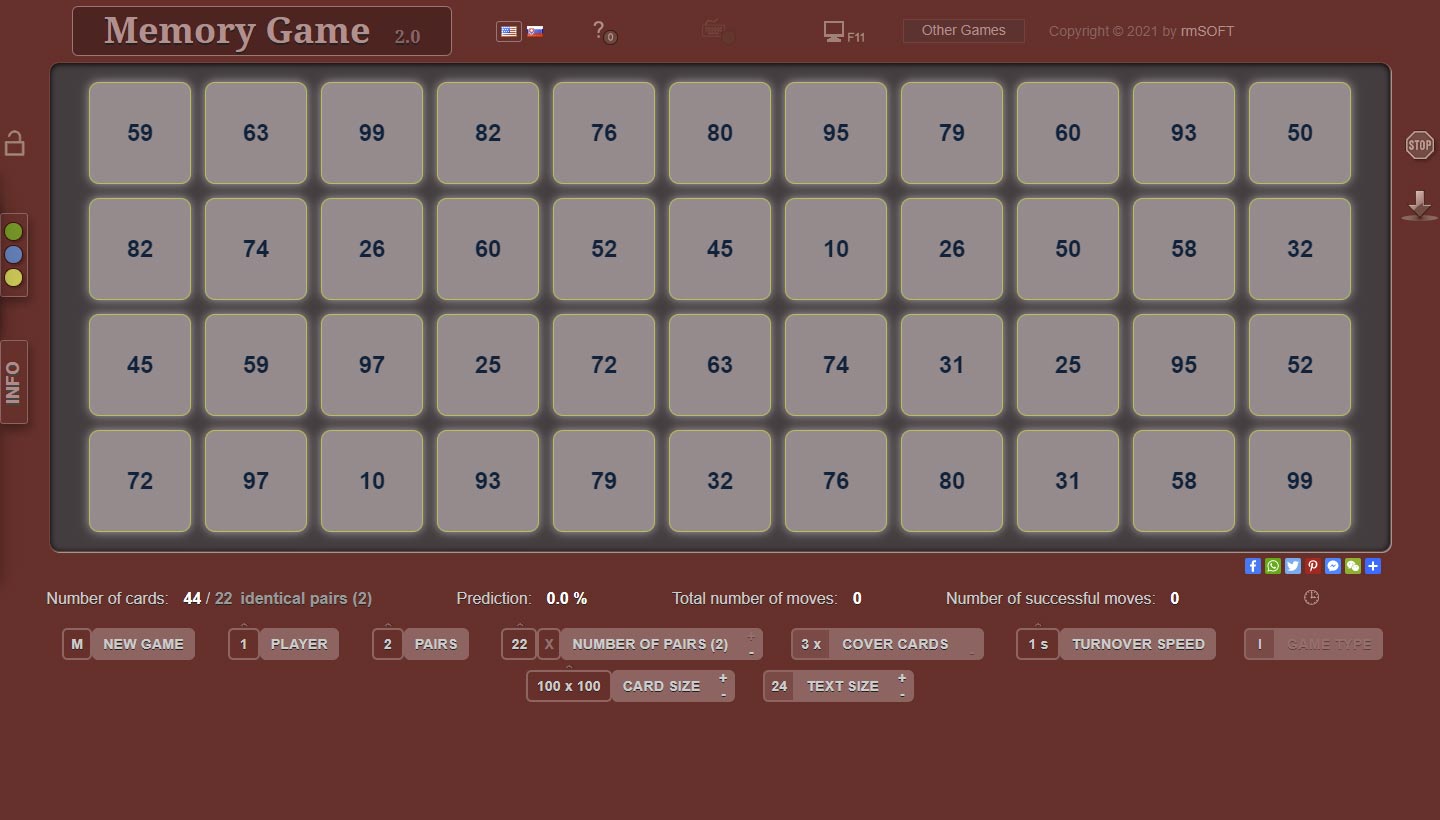 Memory Game 2.0
? 0
F11
Other Games
Copyright © 2021 by rmSOFT
59 63 99 82 76 80 95 79 60 93 50
STOP
82 74 26 60 52 45 10 26 50 58 32
45 59 97 25 72 63 74 31 25 95 52
INFO
72 97 10 93 79 32 76 80 31 58 99
Number of cards: 44 / 22 identical pairs (2) Prediction: 0.0 % Total number of moves: 0 Number of successful moves: 0
M NEW GAME 1 PLAYER 2 PAIRS 22 X NUMBER OF PAIRS (2) + - 3 x COVER CARDS - 1 s TURNOVER SPEED I GAME TYPE
100 x 100 CARD SIZE + - 24 TEXT SIZE + -